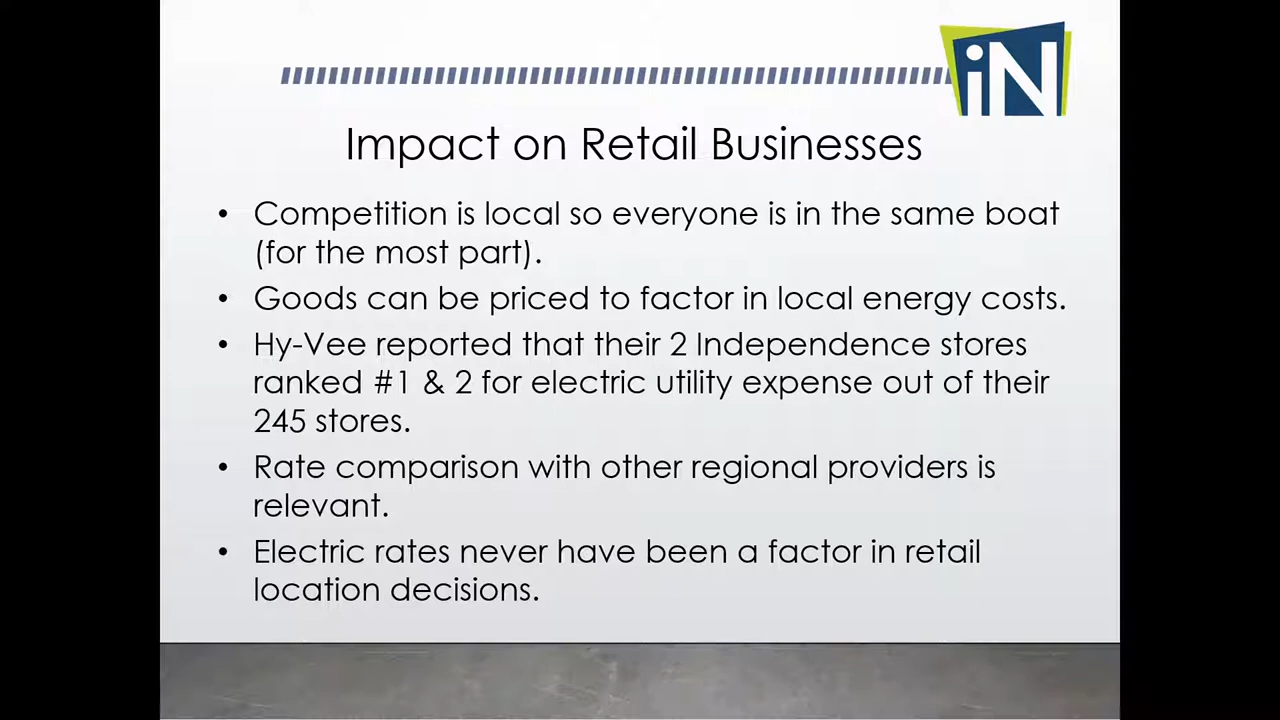 iN
Impact on Retail Businesses
• Competition is local so everyone is in the same boat
(for the most part).
• Goods can be priced to factor in local energy costs.
• Hy-Vee reported that their 2 Independence stores
ranked #1 & 2 for electric utility expense out of their
245 stores.
• Rate comparison with other regional providers is
relevant.
• Electric rates never have been a factor in retail
location decisions.